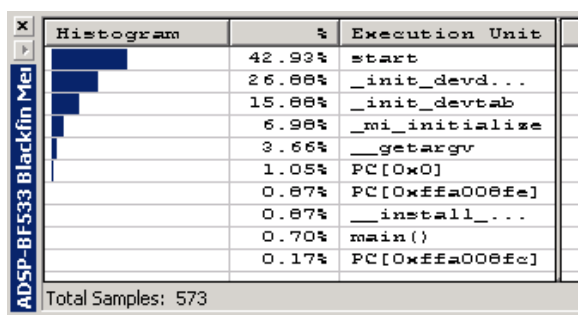 Histogram % Execution Unit
42.93% start
26.88% _init_devd...
15.88% _init_devtab
6.98% _mi_initialize
3.66% __getargv
1.05% PC[0x0]
0.87% PC[0xffa008fe]
0.87% __install_...
0.70% main()
0.17% PC[0xffa008fc]
Total Samples: 573
ADSP-BF533 Blackfin